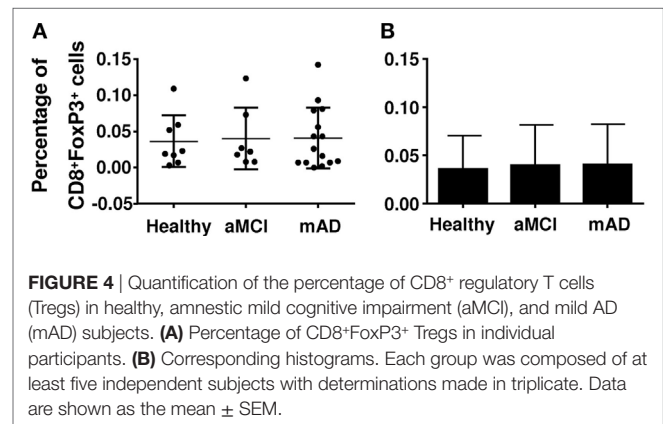 A
B
Percentage of
CD8⁺FoxP3⁺ cells
0.15
0.10
0.05
0.00
-0.05
Healthy aMCI mAD
0.15
0.10
0.05
0.00
Healthy aMCI mAD
FIGURE 4 | Quantification of the percentage of CD8⁺ regulatory T cells
(Tregs) in healthy, amnestic mild cognitive impairment (aMCI), and mild AD
(mAD) subjects. (A) Percentage of CD8⁺FoxP3⁺ Tregs in individual
participants. (B) Corresponding histograms. Each group was composed of at
least five independent subjects with determinations made in triplicate. Data
are shown as the mean ± SEM.